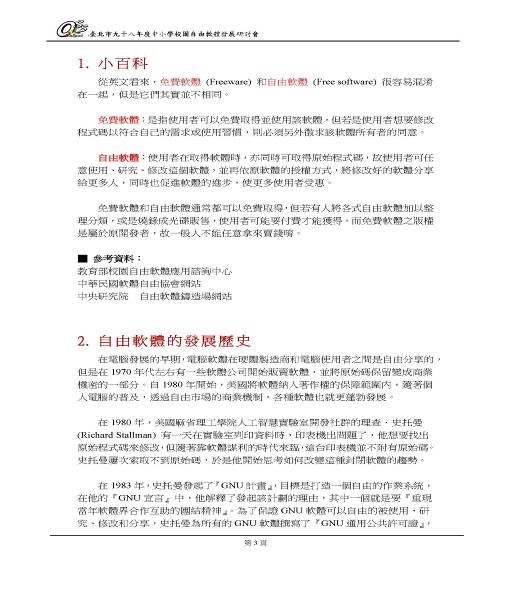 臺北市九十八年度中小學校園自由軟體發展研討會
1. 小百科
從英文看來，免費軟體 (Freeware) 和自由軟體 (Free software) 很容易混淆
在一起，但是它們其實並不相同。
免費軟體：是指使用者可以免費取得並使用該軟體，但若是使用者想要修改
程式碼以符合自己的需求或使用習慣，則必須另外徵求該軟體所有者的同意。
自由軟體：使用者在取得軟體時，亦同時可取得原始程式碼，故使用者可任
意使用、研究、修改這個軟體，並再依原軟體的授權方式，將修改好的軟體分享
給更多人，同時也促進軟體的進步，使更多使用者受惠。
免費軟體和自由軟體通常都可以免費取得，但若有人將各式自由軟體加以整
理分類，或是燒錄成光碟販售，使用者可能要付費才能獲得。而免費軟體之版權
是屬於原開發者，故一般人不能任意拿來賣錢唷。
■ 參考資料：
教育部校園自由軟體應用諮詢中心
中華民國軟體自由協會網站
中央研究院 自由軟體鑄造場網站
2. 自由軟體的發展歷史
在電腦發展的早期，電腦軟體在硬體製造商和電腦使用者之間是自由分享的，
但是在 1970 年代左右有一些軟體公司開始販賣軟體，並將原始碼保留變成商業
機密的一部分。自 1980 年開始，美國將軟體納入著作權的保障範圍內，隨著個
人電腦的普及，透過自由市場的商業機制，各種軟體也就更蓬勃發展。
在 1980 年，美國麻省理工學院人工智慧實驗室開發社群的理查．史托曼
(Richard Stallman) 有一天在實驗室列印資料時，印表機出問題了，他想要找出
原始程式碼來修改，但隨著靠軟體謀利的時代來臨，這台印表機並不附有原始碼。
史托曼屢次索取不到原始碼，於是他開始思考如何改變這種封閉軟體的趨勢。
在 1983 年，史托曼發起了『GNU 計畫』，目標是打造一個自由的作業系統，
在他的『GNU 宣言』中，他解釋了發起該計劃的理由，其中一個就是要『重現
當年軟體界合作互助的團結精神』。為了保證 GNU 軟體可以自由的被使用、研
究、修改和分享，史托曼為所有的 GNU 軟體撰寫了『GNU 通用公共許可證』，
第 3 頁